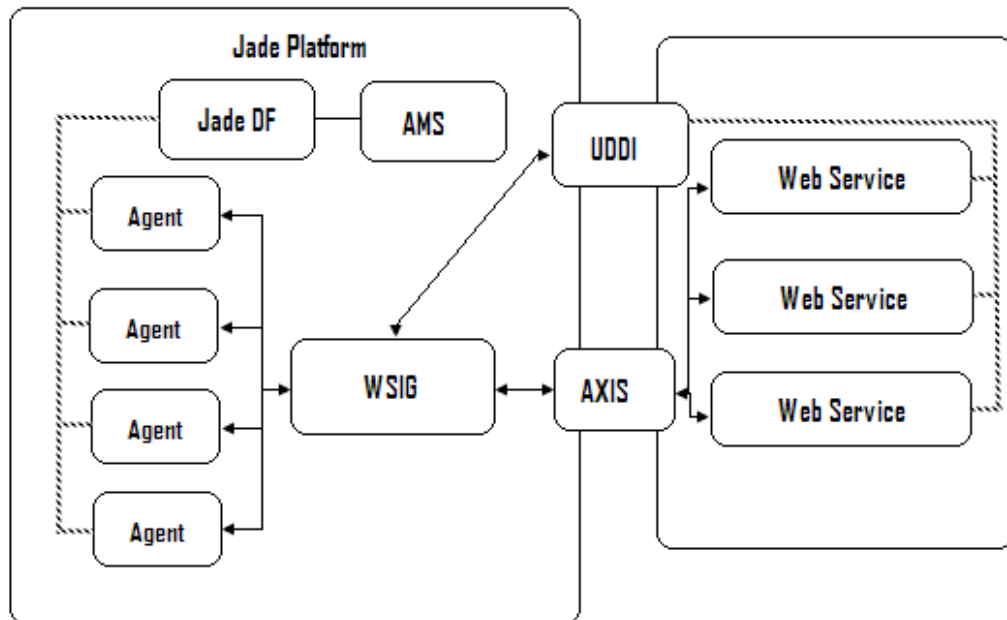 Jade Platform
Jade DF
AMS
UDDI
Web Service
Agent
Web Service
Agent
WSIG
AXIS
Web Service
Agent
Agent